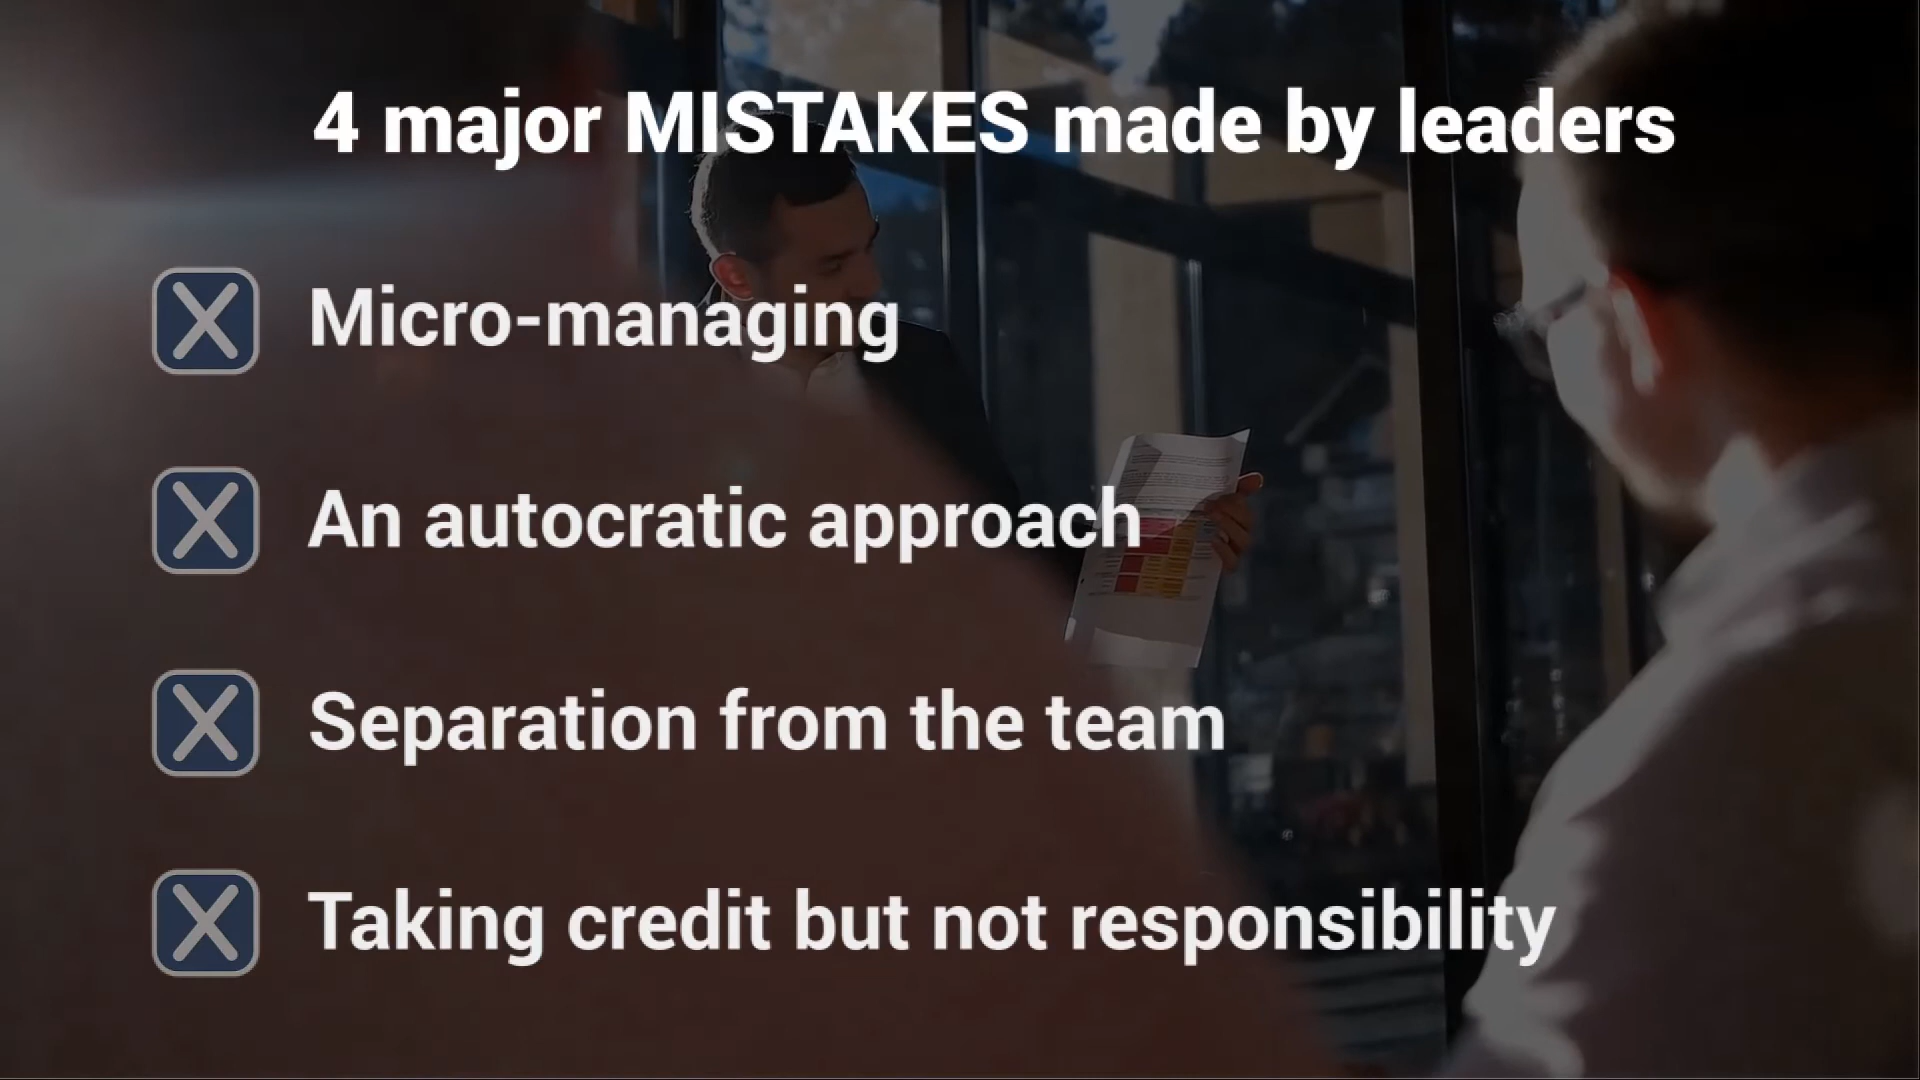 4 major MISTAKES made by leaders
Micro-managing
An autocratic approach
Separation from the team
Taking credit but not responsibility